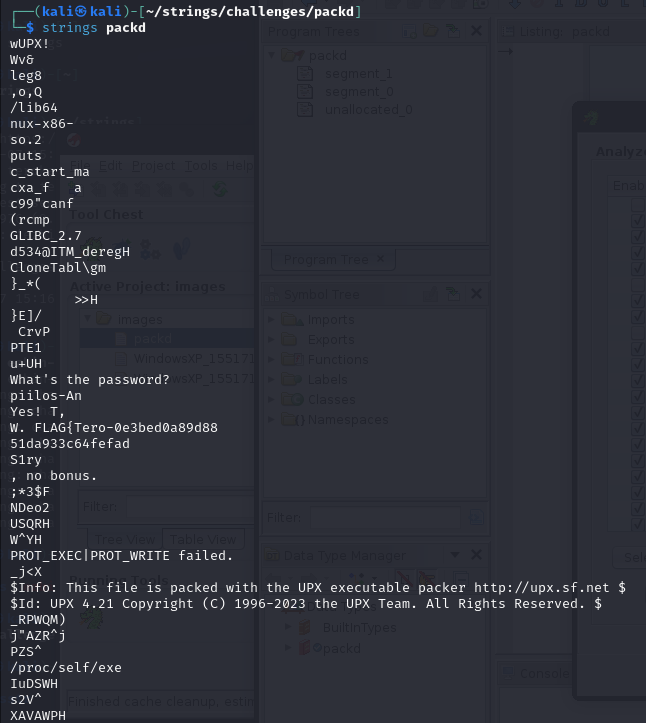 ┌──(kali㉿kali)-[~/strings/challenges/packd]
└─$ strings packd
wUPX!
Wv&
leg8
,o,Q
/lib64
nux-x86-
so.2
puts
c_start_ma
cxa_f   a
c99"canf
(rcmp
GLIBC_2.7
d534@ITM_deregH
CloneTabl\gm
}_*(
>>H
}E]/
CrvP
PTE1
u+UH
What's the password?
piilos-An
Yes! T,
W. FLAG{Tero-0e3bed0a89d88
51da933c64fefad
S1ry
, no bonus.
;*3$F
NDeo2
USQRH
W^YH
PROT_EXEC|PROT_WRITE failed.
_j<X
$Info: This file is packed with the UPX executable packer http://upx.sf.net $
$Id: UPX 4.21 Copyright (C) 1996-2023 the UPX Team. All Rights Reserved. $
_RPWQM)
j"AZR^j
PZS^
/proc/self/exe
IuDSWH
s2V^
XAVAWPH
File Edit Project Tools Help
Tool Chest
Active Project: images
images
packd
WindowsXP_155171
WindowsXP_155171
Filter:
Tree View Table View
Running Tools
Finished cache cleanup, estim
Program Trees
packd
segment_1
segment_0
unallocated_0
Program Tree
Symbol Tree
Imports
Exports
Functions
Labels
Classes
Namespaces
Filter:
Data Type Manager
BuiltInTypes
packd
Listing: packd
Analyze
Enab
Sele
Console